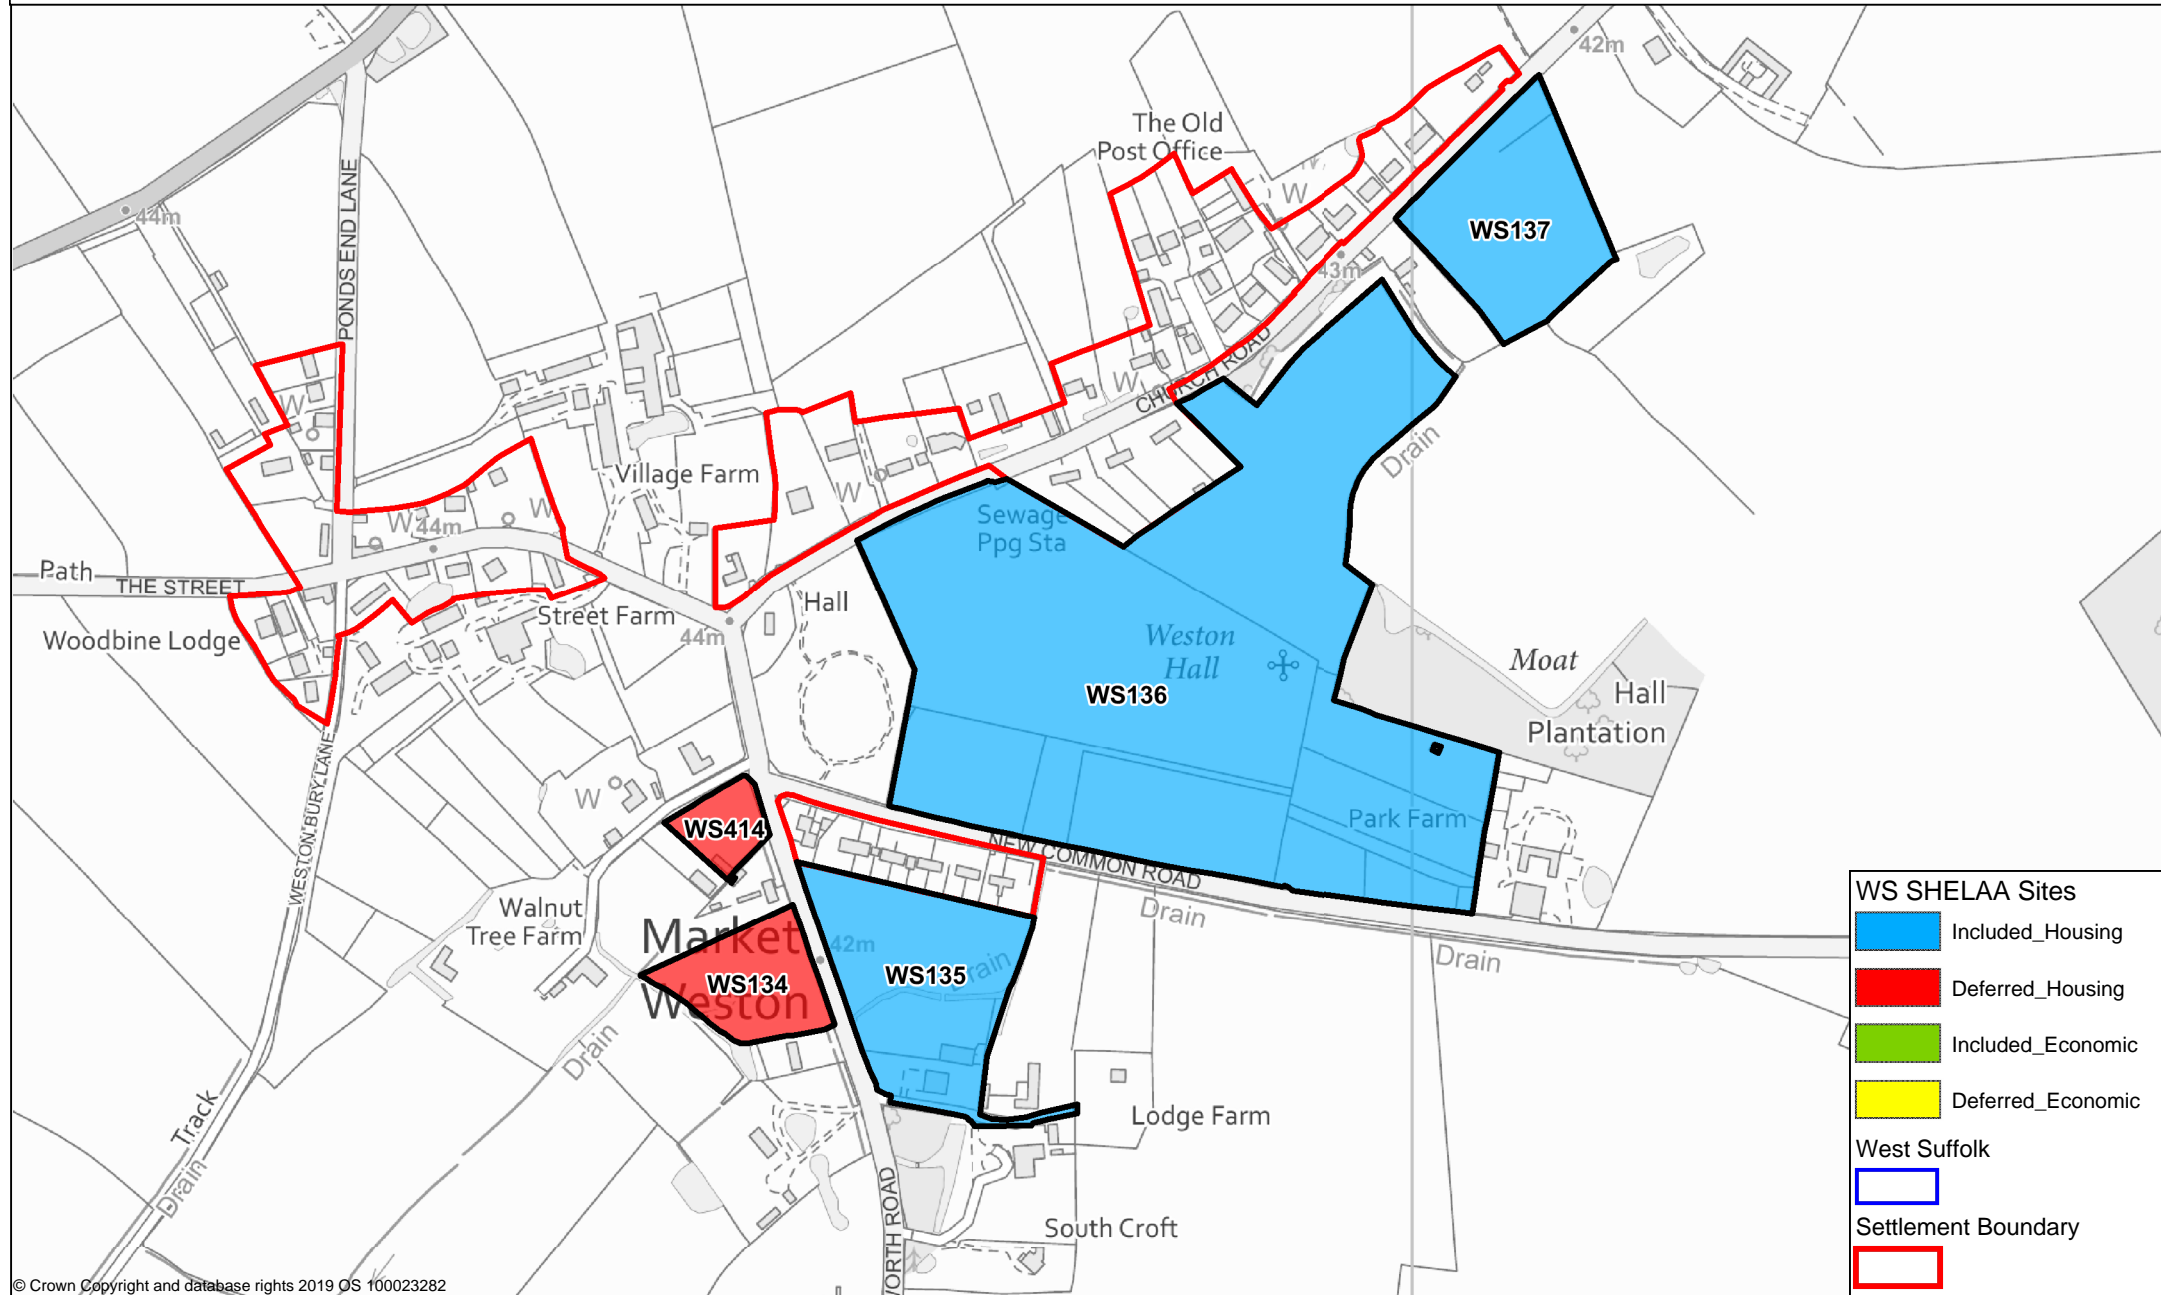 42m
The Old
Post Office
W
44m
PONDS END LANE
WS137
43m
CHURCH ROAD
W
W
Drain
Village Farm
W
W
W
44m
W
Sewage
Ppg Sta
Path
THE STREET
Hall
Street Farm
44m
Woodbine Lodge
Weston
Hall
Moat
Hall
Plantation
WS136
WESTON BURY LANE
W
WS414
Park Farm
NEW COMMON ROAD
Drain
Drain
Walnut
Tree Farm
Market
Weston
42m
WS134
WS135
Drain
Drain
Track
Drain
Lodge Farm
South Croft
WORTH ROAD
WS SHELAA Sites
Included_Housing
Deferred_Housing
Included_Economic
Deferred_Economic
West Suffolk
Settlement Boundary
© Crown Copyright and database rights 2019 OS 100023282